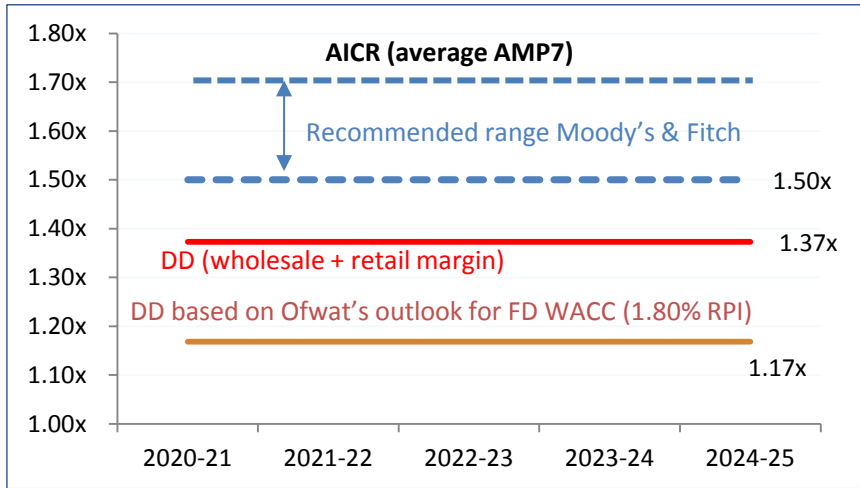 1.80x
AICR (average AMP7)
1.70x
1.60x
Recommended range Moody's & Fitch
1.50x
1.50x
1.40x
1.37x
DD (wholesale + retail margin)
1.30x
DD based on Ofwat's outlook for FD WACC (1.80% RPI)
1.20x
1.17x
1.10x
1.00x
2020-21 2021-22 2022-23 2023-24 2024-25